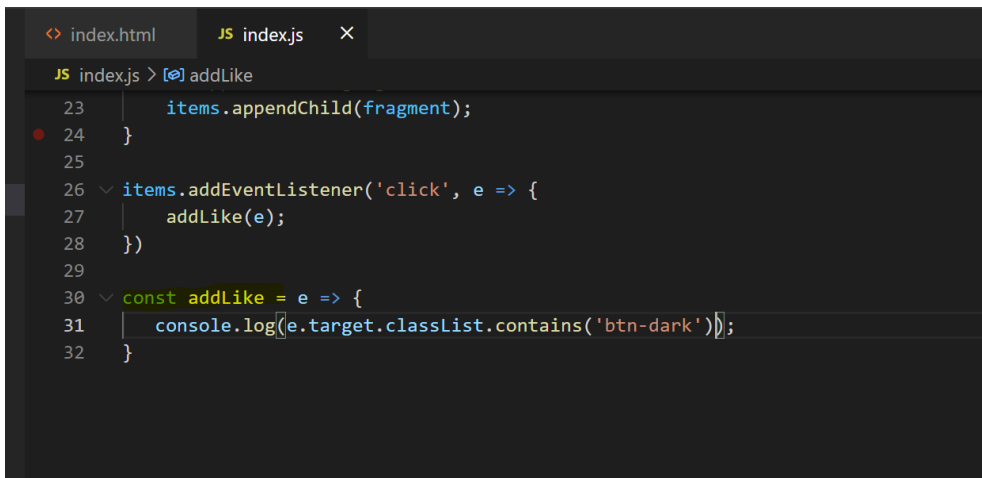 <> index.html JS index.js ×
JS index.js > addLike
23 items.appendChild(fragment);
24 }
25
26 items.addEventListener('click', e => {
27     addLike(e);
28 })
29
30 const addLike = e => {
31    console.log(e.target.classList.contains('btn-dark'));
32 }